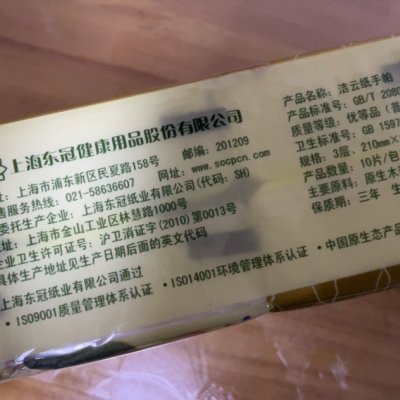 上海东冠健康用品股份有限公司
址: 上海市浦东新区民夏路158号 邮编: 201209
售服务热线: 021-58636607 网址: www.socpcn.com
委托生产企业: 上海东冠纸业有限公司(代码: SH)
址: 上海市金山工业区林慧路1000号
企业卫生许可证号: 沪卫消证字(2010)第0013号
具体生产地址见生产日期后面的英文代码
上海东冠纸业有限公司通过
·ISO9001质量管理体系认证 ·ISO14001环境管理体系认证 ·中国原生态产品
产品名称: 洁云纸手帕
产品标准号: GB/T 2080
质量等级: 优等品
卫生标准号: GB 1597
规格: 3层, 210mm×
内容: 10片/包
主要原料: 原生木
保质期: 三年